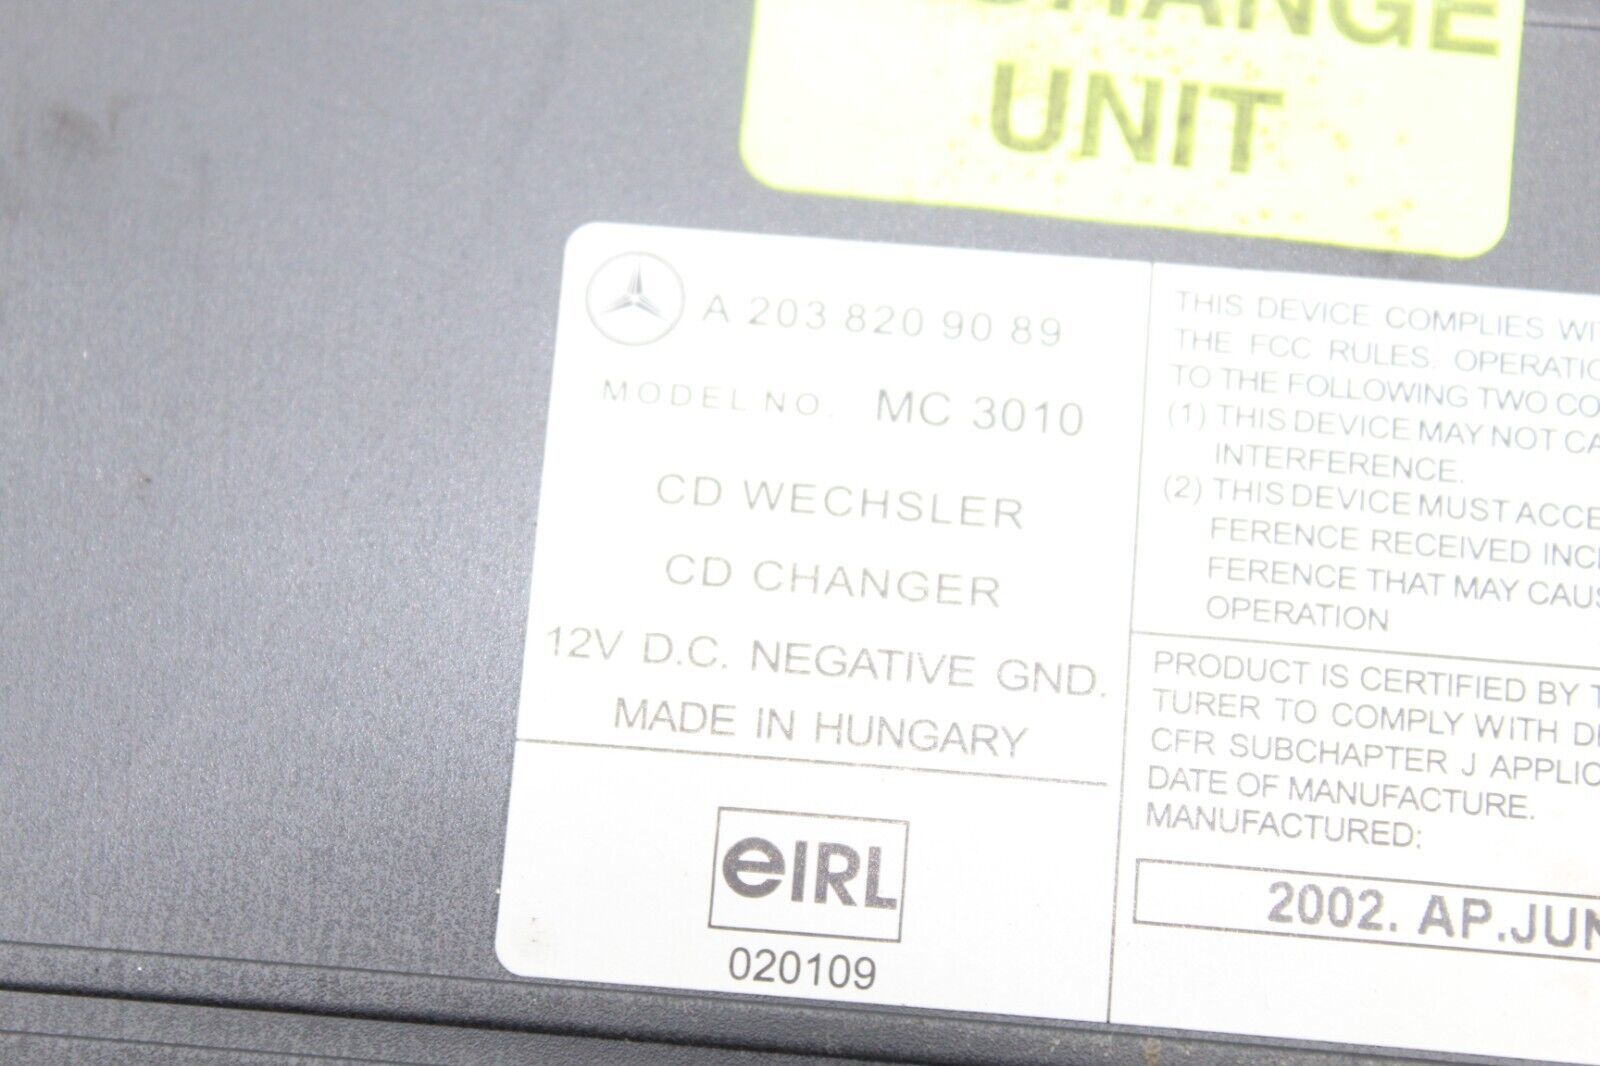 UNIT
A 203 820 90 89
MODEL NO. MC 3010
CD WECHSLER
CD CHANGER
12V D.C. NEGATIVE GND.
MADE IN HUNGARY
eIRL
020109
THIS DEVICE COMPLIES
THE FCC RULES.
TO THE FOLLOWING TWO
(1) THIS DEVICE MAY NOT
INTERFERENCE.
(2) THIS DEVICE MUST
FERENCE RECEIVED
FERENCE THAT MAY
OPERATION
PRODUCT IS CERTIFIED BY
TURER TO COMPLY WITH
CFR SUBCHAPTER J
DATE OF MANUFACTURE.
MANUFACTURED:
2002. AP.JUN